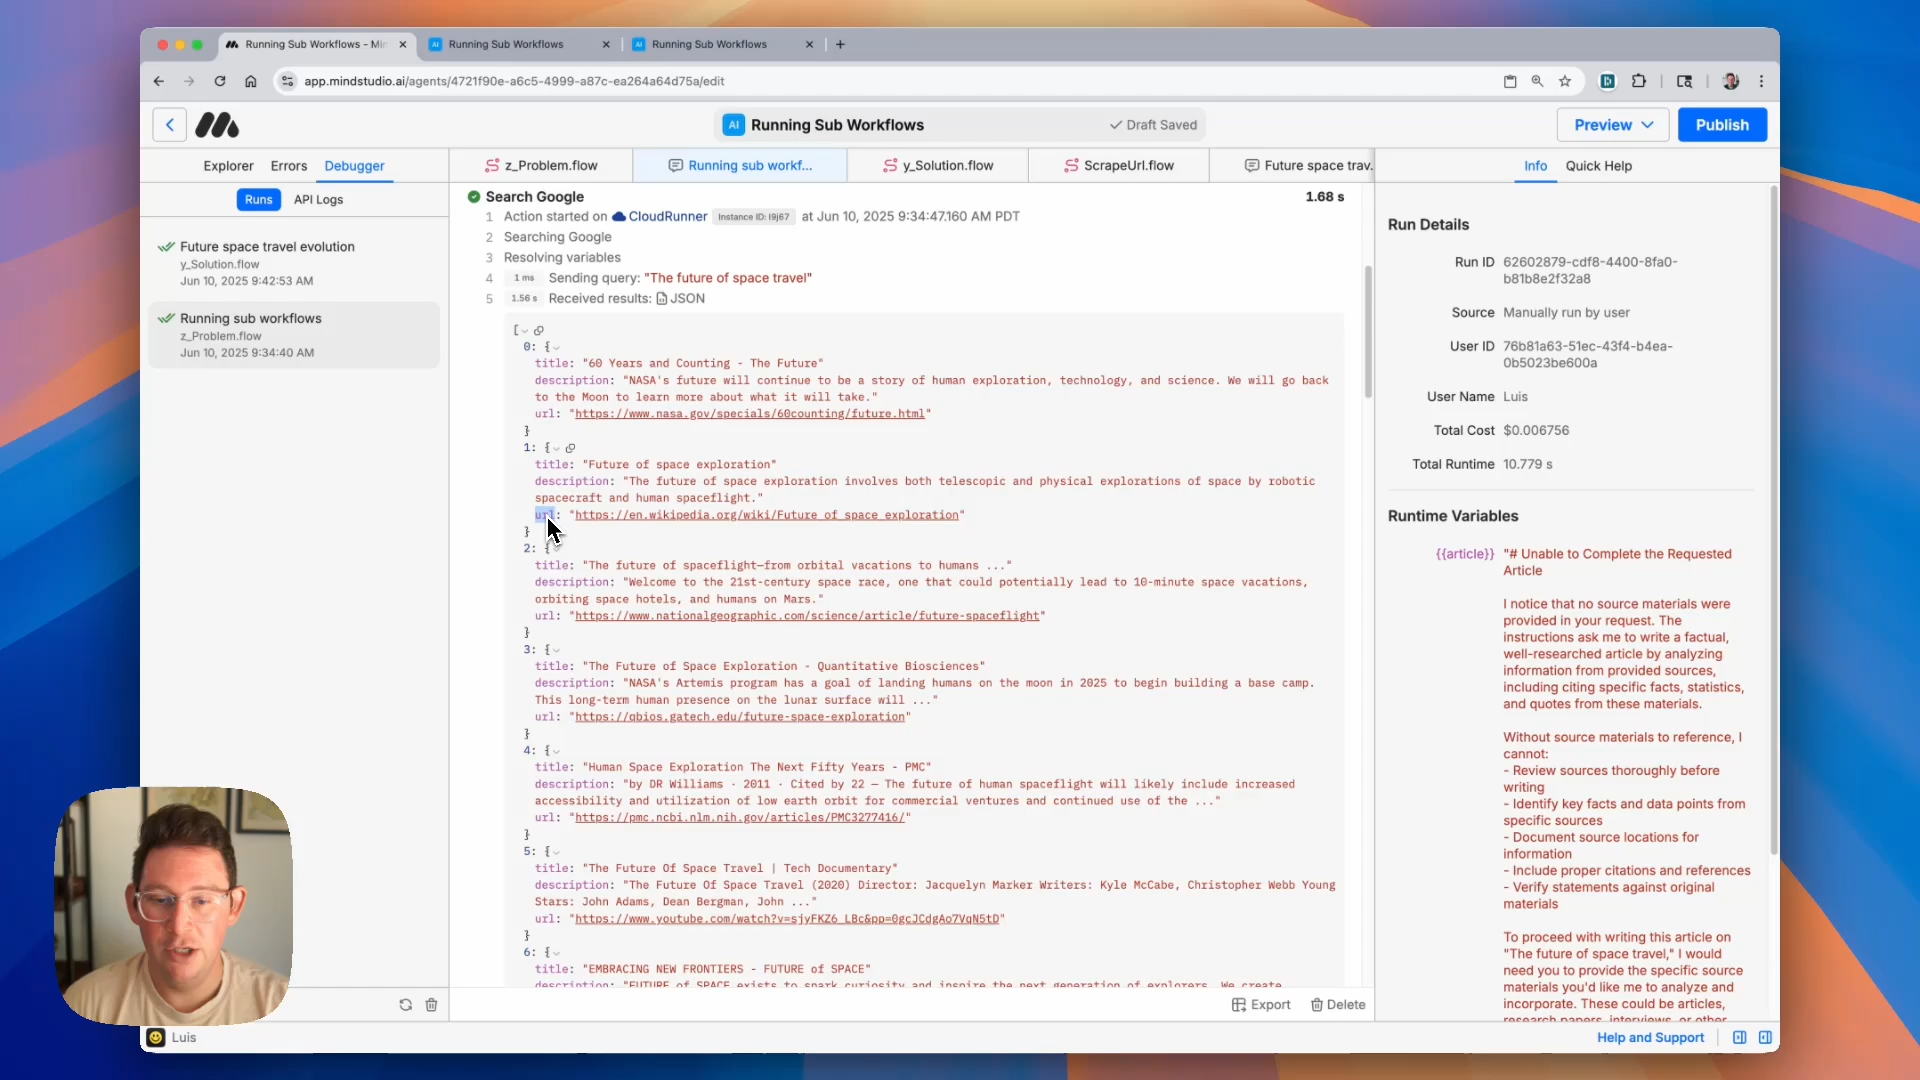 Running Sub Workflows - Mi
Running Sub Workflows
Running Sub Workflows
app.mindstudio.ai/agents/4721f90e-a6c5-4999-a87c-ea264a64d75a/edit
AI Running Sub Workflows
Draft Saved
Preview
Publish
Explorer
Errors
Debugger
z_Problem.flow
Running sub workf...
y_Solution.flow
ScrapeUrl.flow
Future space trav.
Info
Quick Help
Runs
API Logs
Future space travel evolution
y_Solution.flow
Jun 10, 2025 9:42:53 AM
Running sub workflows
z_Problem.flow
Jun 10, 2025 9:34:40 AM
Search Google
1.68 s
1 Action started on CloudRunner Instance ID: I9j67 at Jun 10, 2025 9:34:47.160 AM PDT
2 Searching Google
3 Resolving variables
4 1 ms Sending query: "The future of space travel"
5 1.56 s Received results: JSON
[
0: {
title: "60 Years and Counting - The Future"
description: "NASA's future will continue to be a story of human exploration, technology, and science. We will go back
to the Moon to learn more about what it will take."
url: "https://www.nasa.gov/specials/60counting/future.html"
}
1: {
title: "Future of space exploration"
description: "The future of space exploration involves both telescopic and physical explorations of space by robotic
spacecraft and human spaceflight."
url: "https://en.wikipedia.org/wiki/Future_of_space_exploration"
}
2: {
title: "The future of spaceflight—from orbital vacations to humans ..."
description: "Welcome to the 21st-century space race, one that could potentially lead to 10-minute space vacations,
orbiting space hotels, and humans on Mars."
url: "https://www.nationalgeographic.com/science/article/future-spaceflight"
}
3: {
title: "The Future of Space Exploration - Quantitative Biosciences"
description: "NASA's Artemis program has a goal of landing humans on the moon in 2025 to begin building a base camp.
This long-term human presence on the lunar surface will ..."
url: "https://qbios.gatech.edu/future-space-exploration"
}
4: {
title: "Human Space Exploration The Next Fifty Years - PMC"
description: "by DR Williams · 2011 · Cited by 22 — The future of human spaceflight will likely include increased
accessibility and utilization of low earth orbit for commercial ventures and continued use of the ..."
url: "https://pmc.ncbi.nlm.nih.gov/articles/PMC3277416/"
}
5: {
title: "The Future Of Space Travel | Tech Documentary"
description: "The Future Of Space Travel (2020) Director: Jacquelyn Marker Writers: Kyle McCabe, Christopher Webb Young
Stars: John Adams, Dean Bergman, John ..."
url: "https://www.youtube.com/watch?v=sjyFKZ6_LBc&pp=0gcJCdgAo7VqN5tD"
}
6: {
title: "EMBRACING NEW FRONTIERS - FUTURE of SPACE"
description: "FUTURE of SPACE exists to spark curiosity and inspire the next generation of explorers. We create
Export
Delete
Run Details
Run ID 62602879-cdf8-4400-8fa0-
b81b8e2f32a8
Source Manually run by user
User ID 76b81a63-51ec-43f4-b4ea-
0b5023be600a
User Name Luis
Total Cost $0.006756
Total Runtime 10.779 s
Runtime Variables
{{article}} "# Unable to Complete the Requested
Article
I notice that no source materials were
provided in your request. The
instructions ask me to write a factual,
well-researched article by analyzing
information from provided sources,
including citing specific facts, statistics,
and quotes from these materials.
Without source materials to reference, I
cannot:
- Review sources thoroughly before
writing
- Identify key facts and data points from
specific sources
- Document source locations for
information
- Include proper citations and references
- Verify statements against original
materials
To proceed with writing this article on
"The future of space travel," I would
need you to provide the specific source
materials you'd like me to analyze and
incorporate. These could be articles,
research papers, interviews, or other
Luis
Help and Support